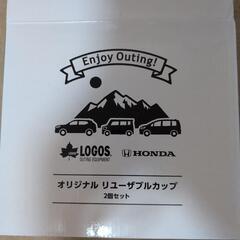 Enjoy Outing!
LOGOS HONDA
OUTING EQUIPMENT
オリジナル リユーザブルカップ
2個セット